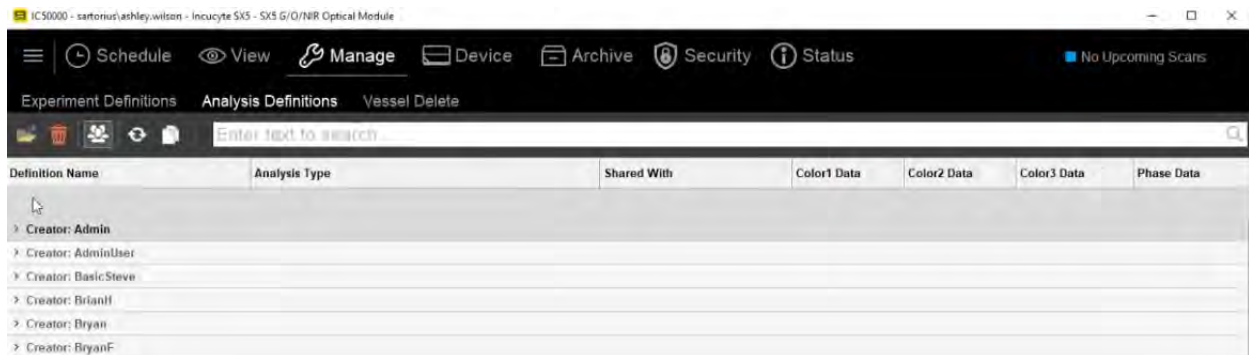 IC50000 - sartorius\ashley.wilson - Incucyte SX5 - SX5 G/O/NIR Optical Module
Schedule View Manage Device Archive Security Status No Upcoming Scans
Experiment Definitions Analysis Definitions Vessel Delete
Enter text to search ...
Definition Name Analysis Type Shared With Color1 Data Color2 Data Color3 Data Phase Data
> Creator: Admin
> Creator: AdminUser
> Creator: BasicSteve
> Creator: BrianH
> Creator: Bryan
> Creator: BryanF